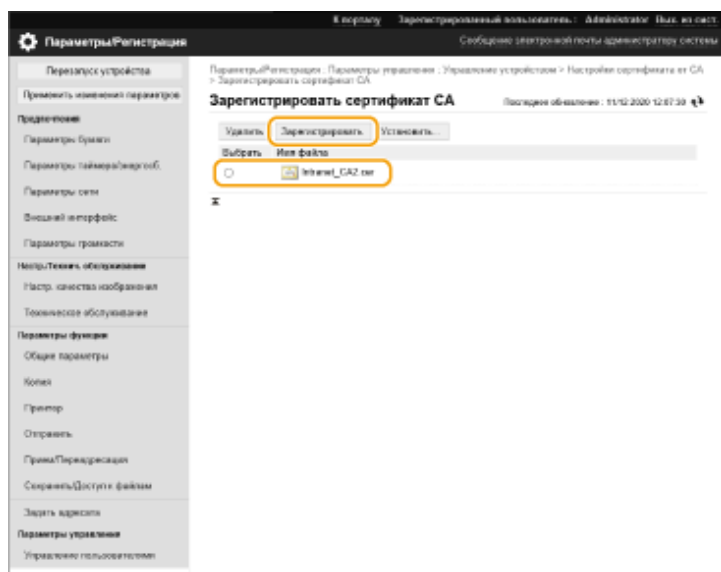 К порталу Зарегистрированный пользователь : Administrator Вых. из сист.
Параметры/Регистрация
Сообщение электронной почты администратору системы
Перезапуск устройства
Применить изменения параметров
Предпочтения
Параметры бумаги
Параметры таймера/энергосб.
Параметры сети
Внешний интерфейс
Параметры громкости
Настр./Технич. обслуживание
Настр. качества изображения
Техническое обслуживание
Параметры функции
Общие параметры
Копия
Принтер
Отправить
Прием/Переадресация
Сохранить/Доступ к файлам
Задать адресата
Параметры управления
Управление пользователями
Параметры/Регистрация : Параметры управления : Управление устройством > Настройки сертификата от CA
> Зарегистрировать сертификат CA
Зарегистрировать сертификат CA
Последнее обновление : 11/12 2020 12:07:30
Удалить Зарегистрировать... Установить...
Выбрать Имя файла
Intranet_CA2.cer